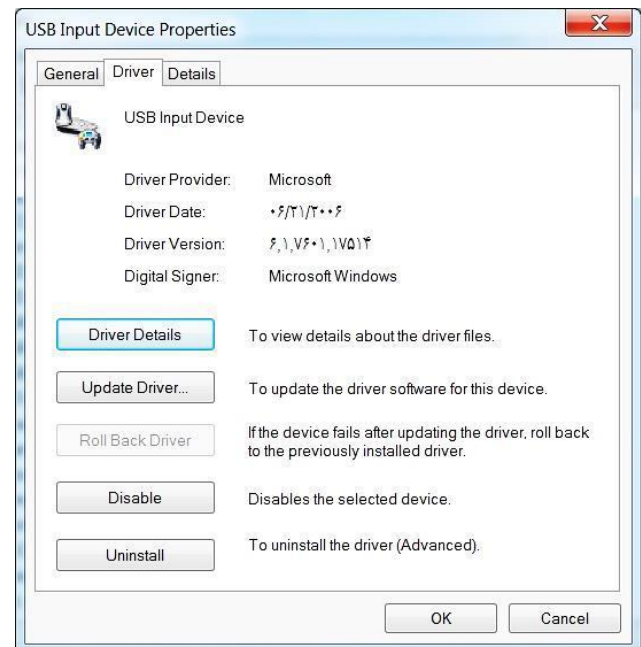 USB Input Device Properties
General Driver Details
USB Input Device
Driver Provider: Microsoft
Driver Date: ۰۶/۲۱/۲۰۰۶
Driver Version: ۶,۱,۷۶۰۱,۱۷۵۱۴
Digital Signer: Microsoft Windows
Driver Details To view details about the driver files.
Update Driver... To update the driver software for this device.
Roll Back Driver If the device fails after updating the driver, roll back
to the previously installed driver.
Disable Disables the selected device.
Uninstall To uninstall the driver (Advanced).
OK Cancel